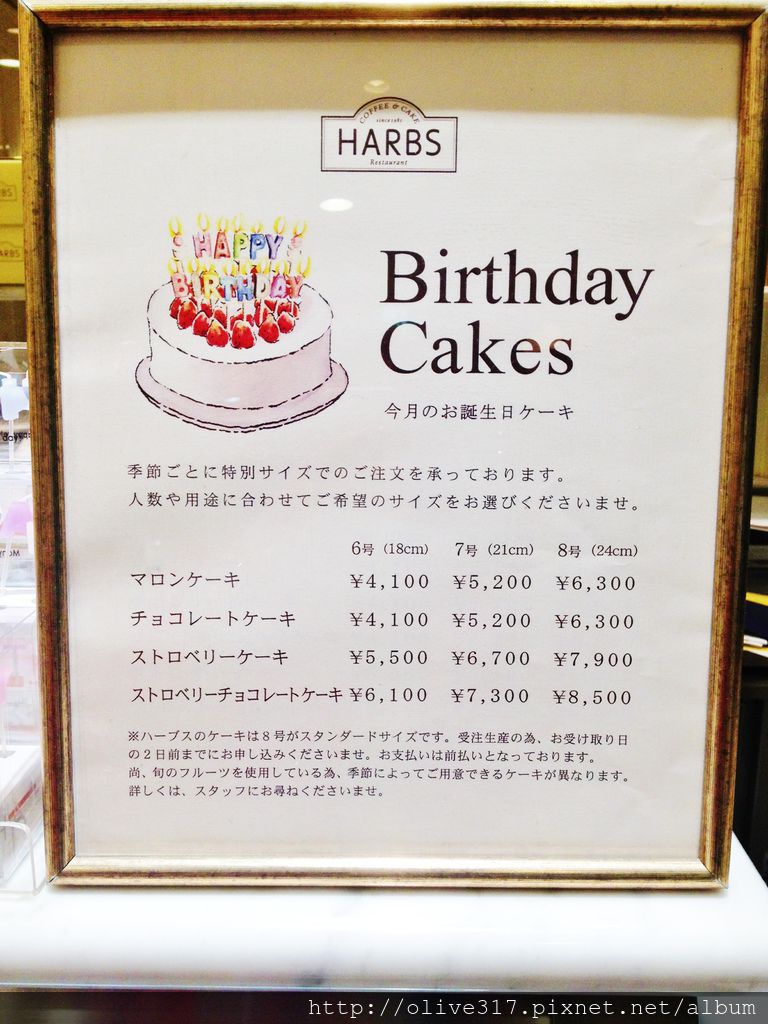 COFFEE & CAKE
since 1981
HARBS
Restaurant
HAPPY
BIRTHDAY
Birthday
Cakes
今月のお誕生日ケーキ
季節ごとに特別サイズでのご注文を承っております。
人数や用途に合わせてご希望のサイズをお選びくださいませ。
6号 (18cm) 7号 (21cm) 8号 (24cm)
マロンケーキ ¥4,100 ¥5,200 ¥6,300
チョコレートケーキ ¥4,100 ¥5,200 ¥6,300
ストロベリーケーキ ¥5,500 ¥6,700 ¥7,900
ストロベリーチョコレートケーキ ¥6,100 ¥7,300 ¥8,500
※ハーブスのケーキは8号がスタンダードサイズです。受注生産の為、お受け取り日
の2日前までにお申し込みくださいませ。お支払いは前払いとなっております。
尚、旬のフルーツを使用している為、季節によってご用意できるケーキが異なります。
詳しくは、スタッフにお尋ねくださいませ。
http://olive317.pixnet.net/album